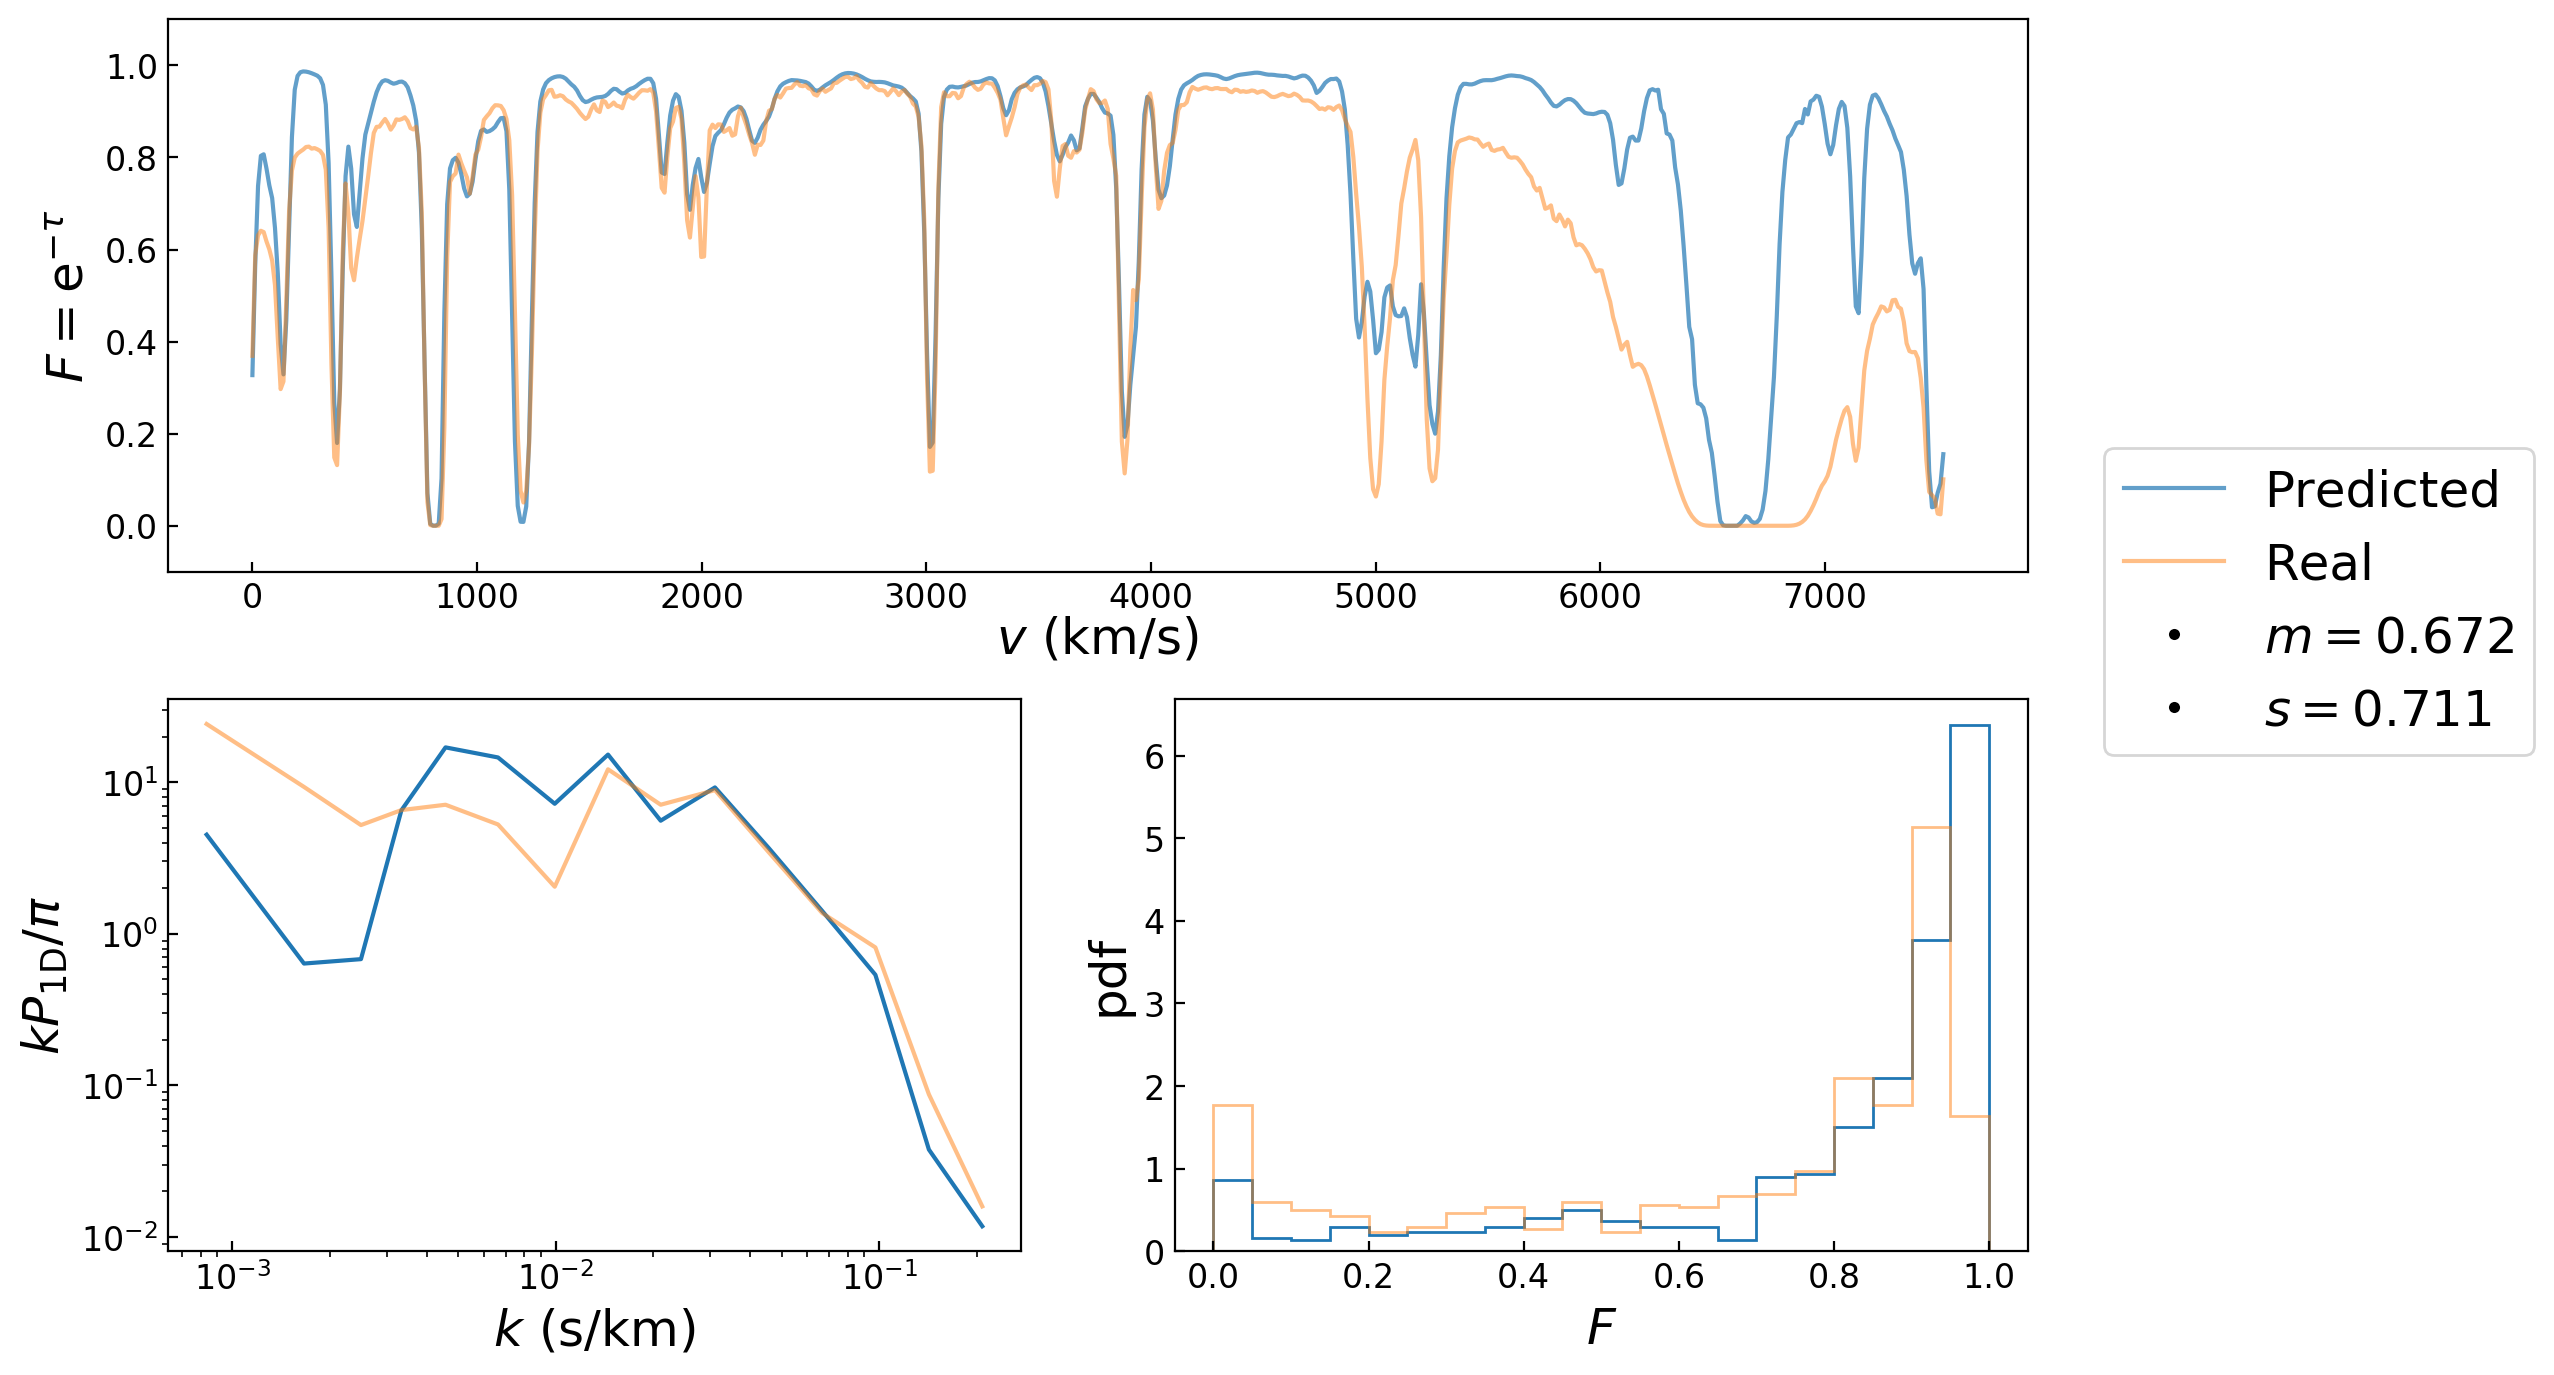 F = e^{−τ}
1.0
0.8
0.6
0.4
0.2
0.0
0 1000 2000 3000 4000 5000 6000 7000
v (km/s)
Predicted
Real
m = 0.672
s = 0.711
kP_{1D}/π
10^{1}
10^{0}
10^{−1}
10^{−2}
10^{−3} 10^{−2} 10^{−1}
k (s/km)
pdf
6
5
4
3
2
1
0
0.0 0.2 0.4 0.6 0.8 1.0
F